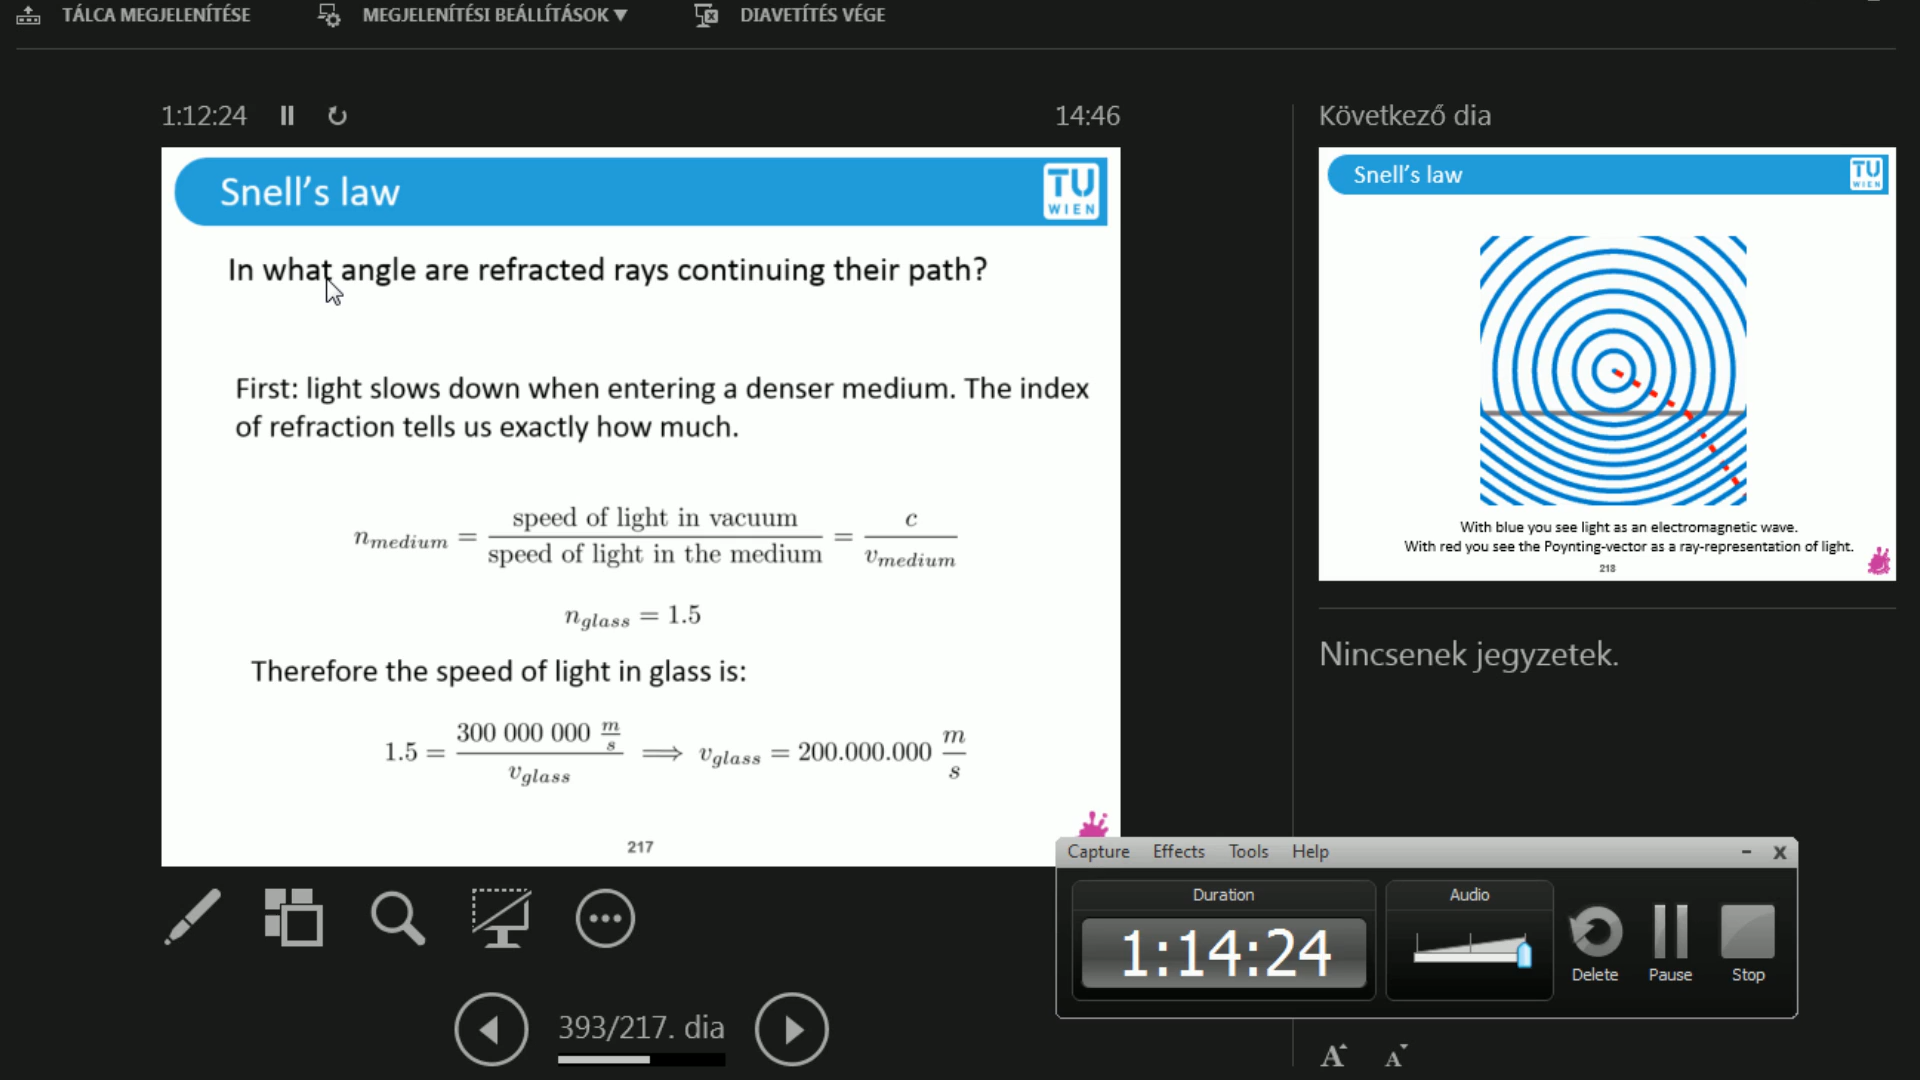 TÁLCA MEGJELENÍTÉSE
MEGJELENÍTÉSI BEÁLLÍTÁSOK ▼
DIAVETÍTÉS VÉGE
1:12:24
14:46
Következő dia
Snell's law
TU
WIEN
In what angle are refracted rays continuing their path?
First: light slows down when entering a denser medium. The index
of refraction tells us exactly how much.
n_medium = speed of light in vacuum / speed of light in the medium = c / v_medium
n_glass = 1.5
Therefore the speed of light in glass is:
1.5 = 300 000 000 m/s / v_glass ⟹ v_glass = 200.000.000 m/s
217
Snell's law
TU
WIEN
With blue you see light as an electromagnetic wave.
With red you see the Poynting-vector as a ray-representation of light.
218
Nincsenek jegyzetek.
Capture Effects Tools Help
Duration
Audio
1:14:24
Delete Pause Stop
393/217. dia
A A